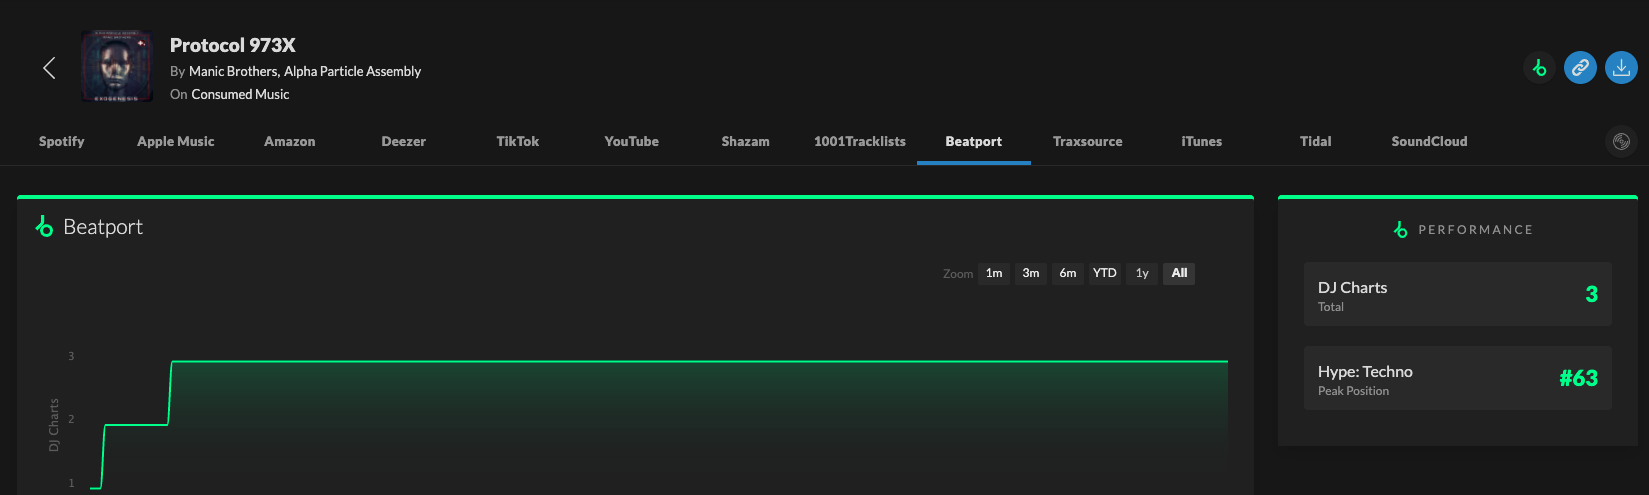 Protocol 973X
By Manic Brothers, Alpha Particle Assembly
On Consumed Music
EXOGENESIS
Spotify Apple Music Amazon Deezer TikTok YouTube Shazam 1001Tracklists Beatport Traxsource iTunes Tidal SoundCloud
Beatport
Zoom 1m 3m 6m YTD 1y All
3
2
1
DJ Charts
PERFORMANCE
DJ Charts
Total
3
Hype: Techno
Peak Position
#63